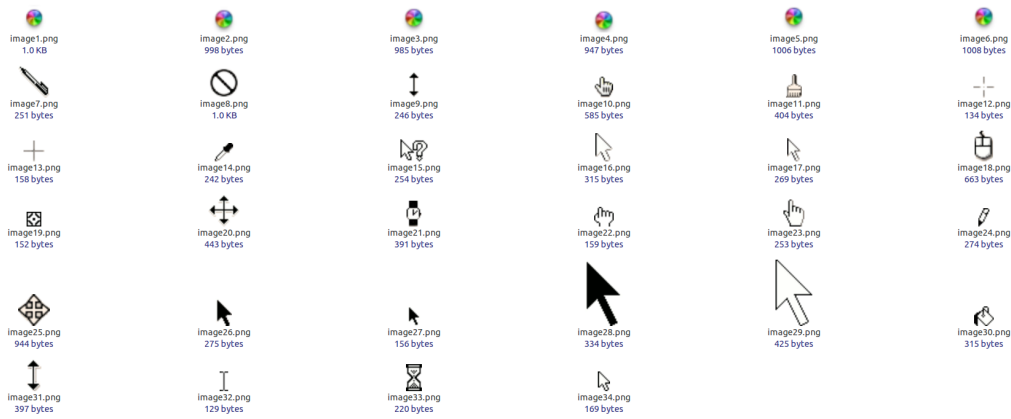 image1.png image2.png image3.png image4.png image5.png image6.png
1.0 KB 998 bytes 985 bytes 947 bytes 1006 bytes 1008 bytes
image7.png image8.png image9.png image10.png image11.png image12.png
251 bytes 1.0 KB 246 bytes 585 bytes 404 bytes 134 bytes
image13.png image14.png image15.png image16.png image17.png image18.png
158 bytes 242 bytes 254 bytes 315 bytes 269 bytes 663 bytes
image19.png image20.png image21.png image22.png image23.png image24.png
152 bytes 443 bytes 391 bytes 159 bytes 253 bytes 274 bytes
image25.png image26.png image27.png image28.png image29.png image30.png
944 bytes 275 bytes 156 bytes 334 bytes 425 bytes 315 bytes
image31.png image32.png image33.png image34.png
397 bytes 129 bytes 220 bytes 169 bytes